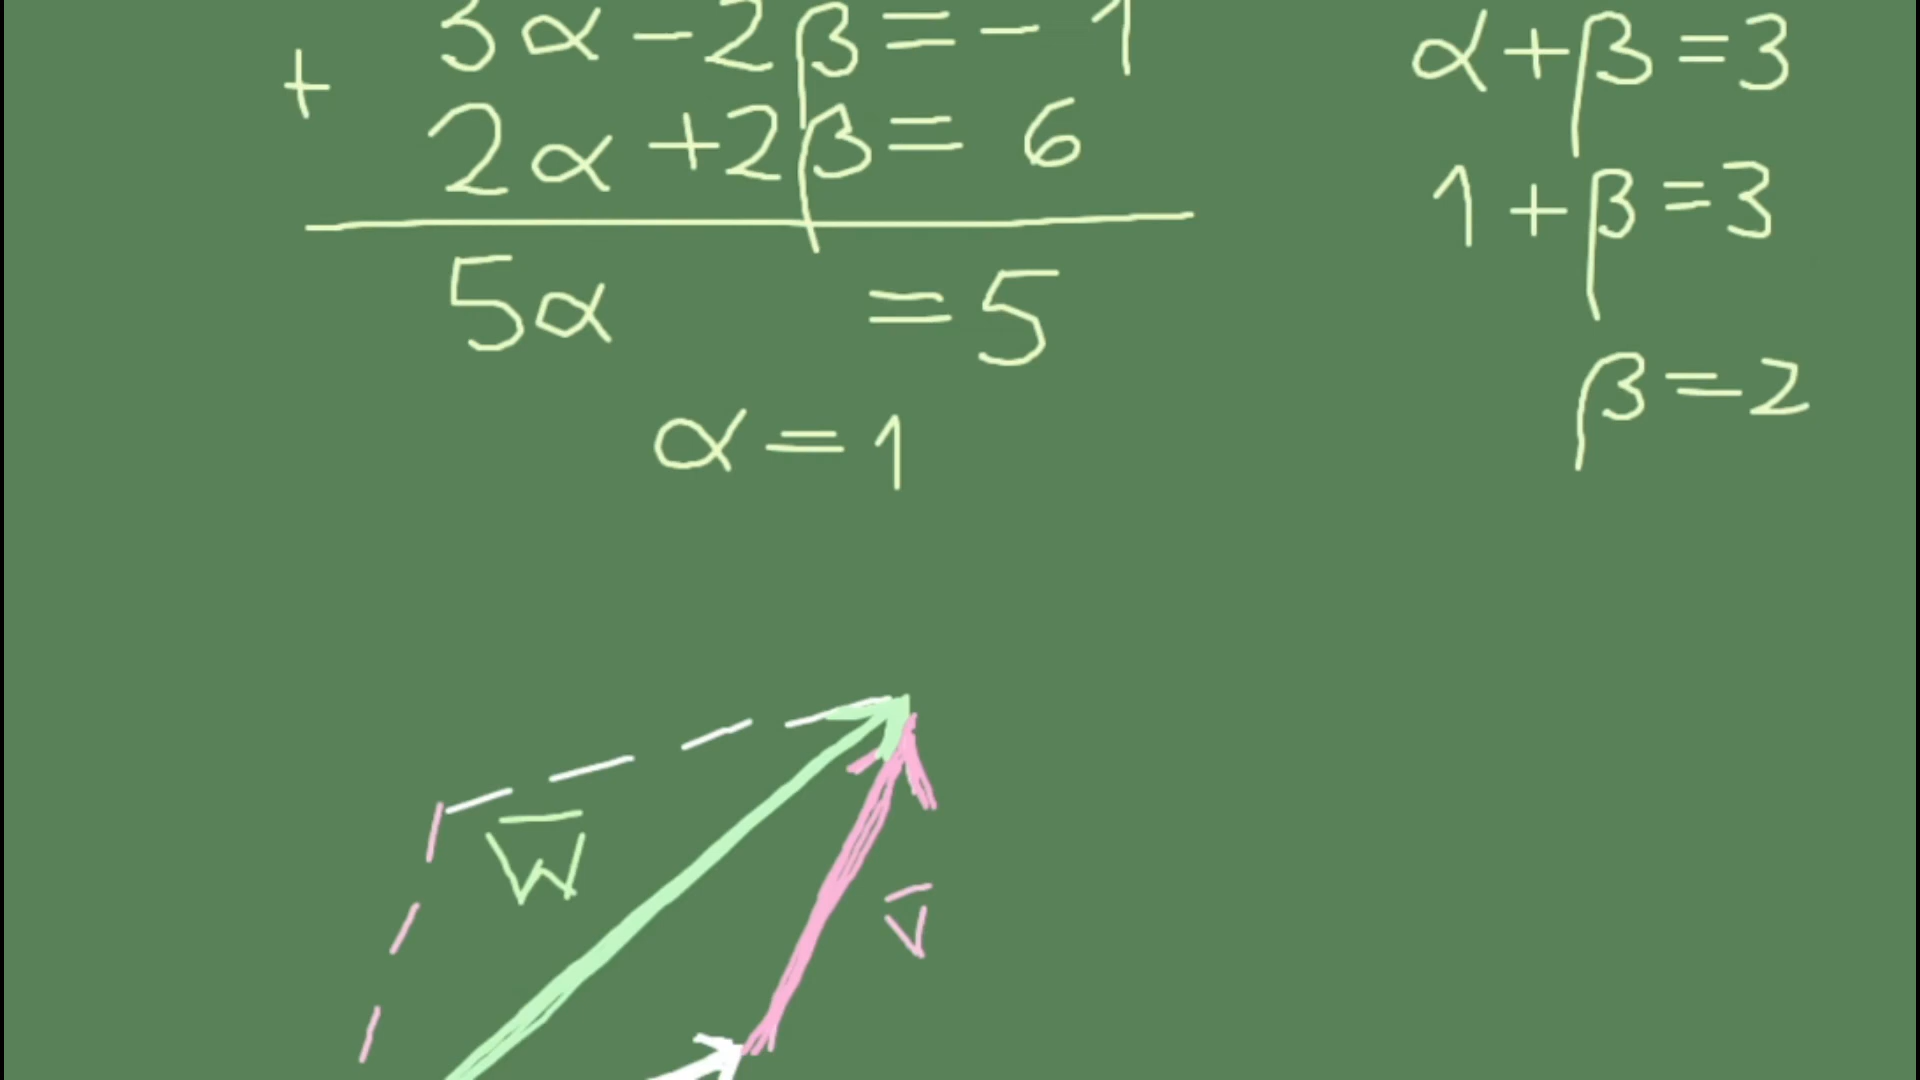 3α-2β=-1
+ 2α+2β=6
5α =5
α=1
α+β=3
1+β=3
β=2
w̅
v̅